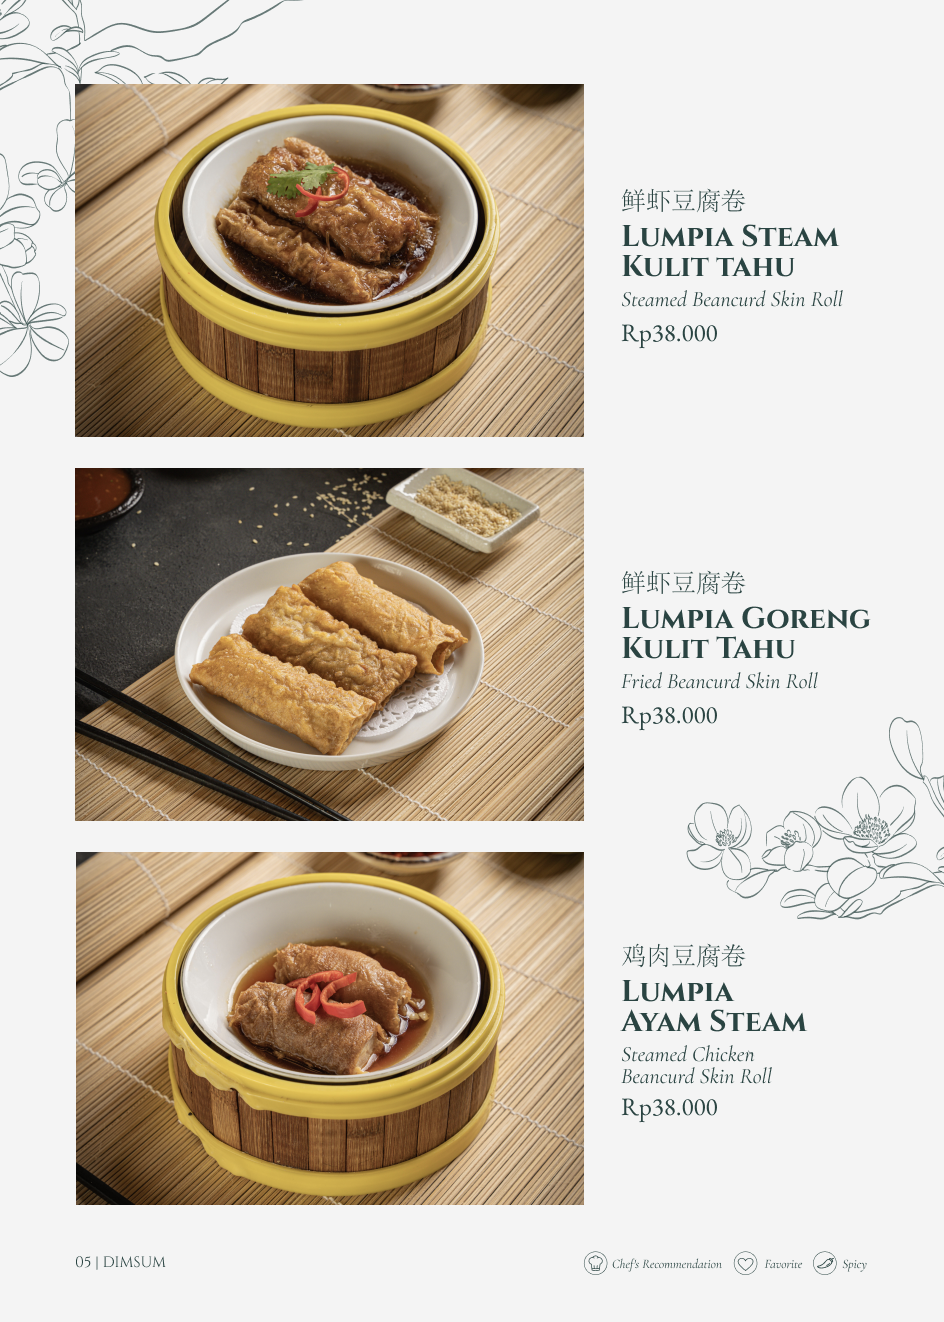 鲜虾豆腐卷
Lumpia Steam
Kulit tahu
Steamed Beancurd Skin Roll
Rp38.000
鲜虾豆腐卷
Lumpia Goreng
Kulit Tahu
Fried Beancurd Skin Roll
Rp38.000
鸡肉豆腐卷
Lumpia
Ayam Steam
Steamed Chicken
Beancurd Skin Roll
Rp38.000
05 | DIMSUM
Chef's Recommendation
Favorite
Spicy